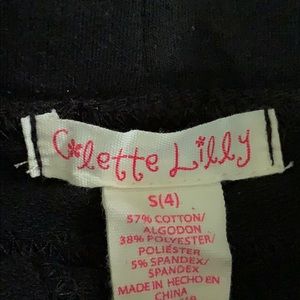 Colette Lilly
S(4)
57% COTTON/
ALGODON
38% POLYESTER/
POLIESTER
5% SPANDEX/
SPANDEX
MADE IN/HECHO EN
CHINA